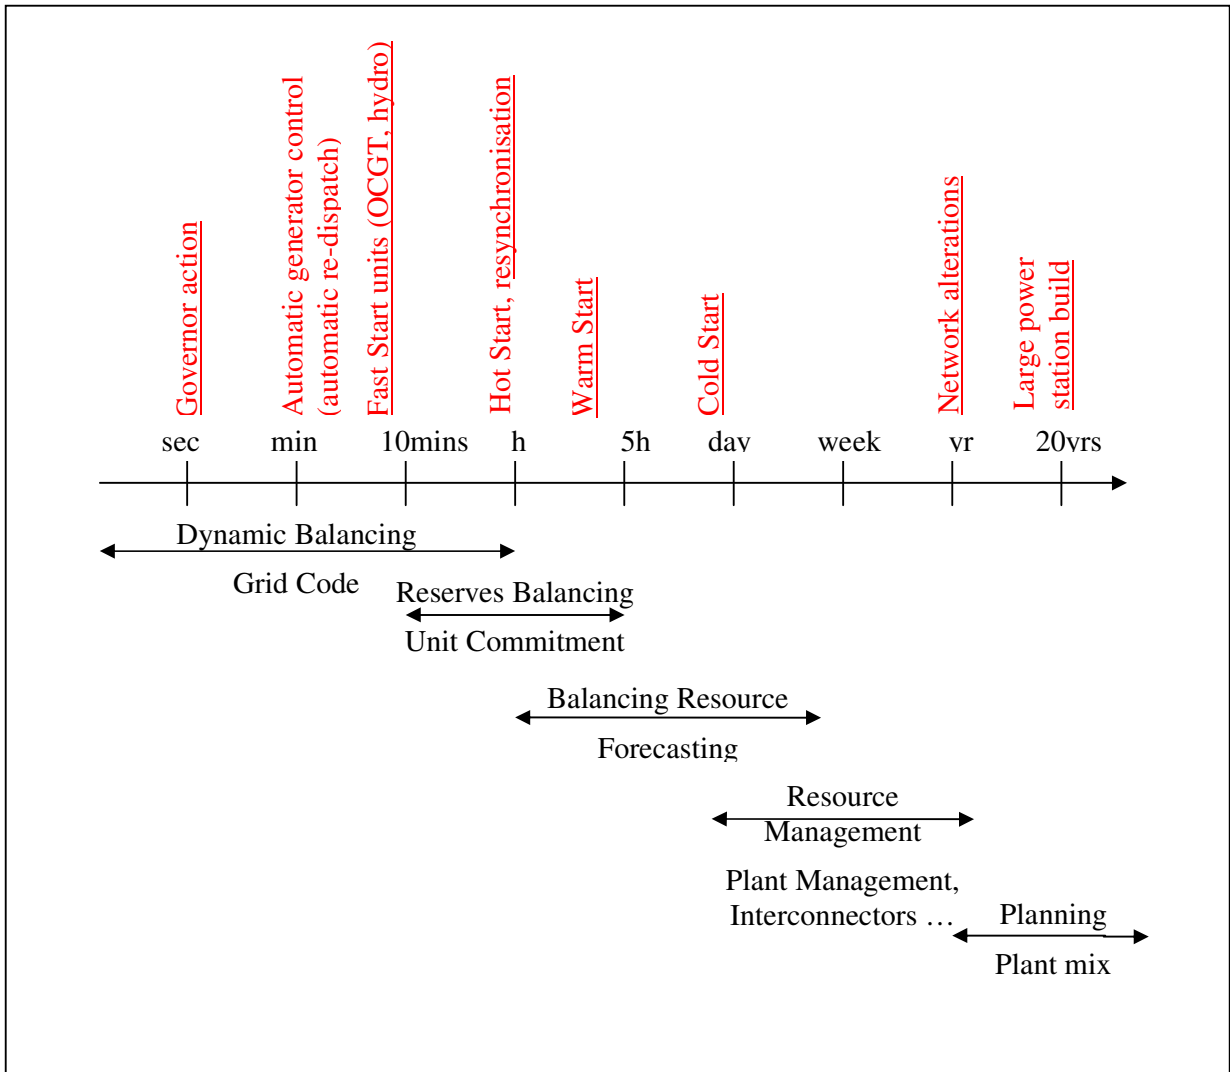 Governor action
Automatic generator control
(automatic re-dispatch)
Fast Start units (OCGT, hydro)
Hot Start, resynchronisation
Warm Start
Cold Start
Network alterations
Large power
station build
sec min 10mins h 5h day week yr 20yrs
Dynamic Balancing
Grid Code
Reserves Balancing
Unit Commitment
Balancing Resource
Forecasting
Resource
Management
Plant Management,
Interconnectors …
Planning
Plant mix